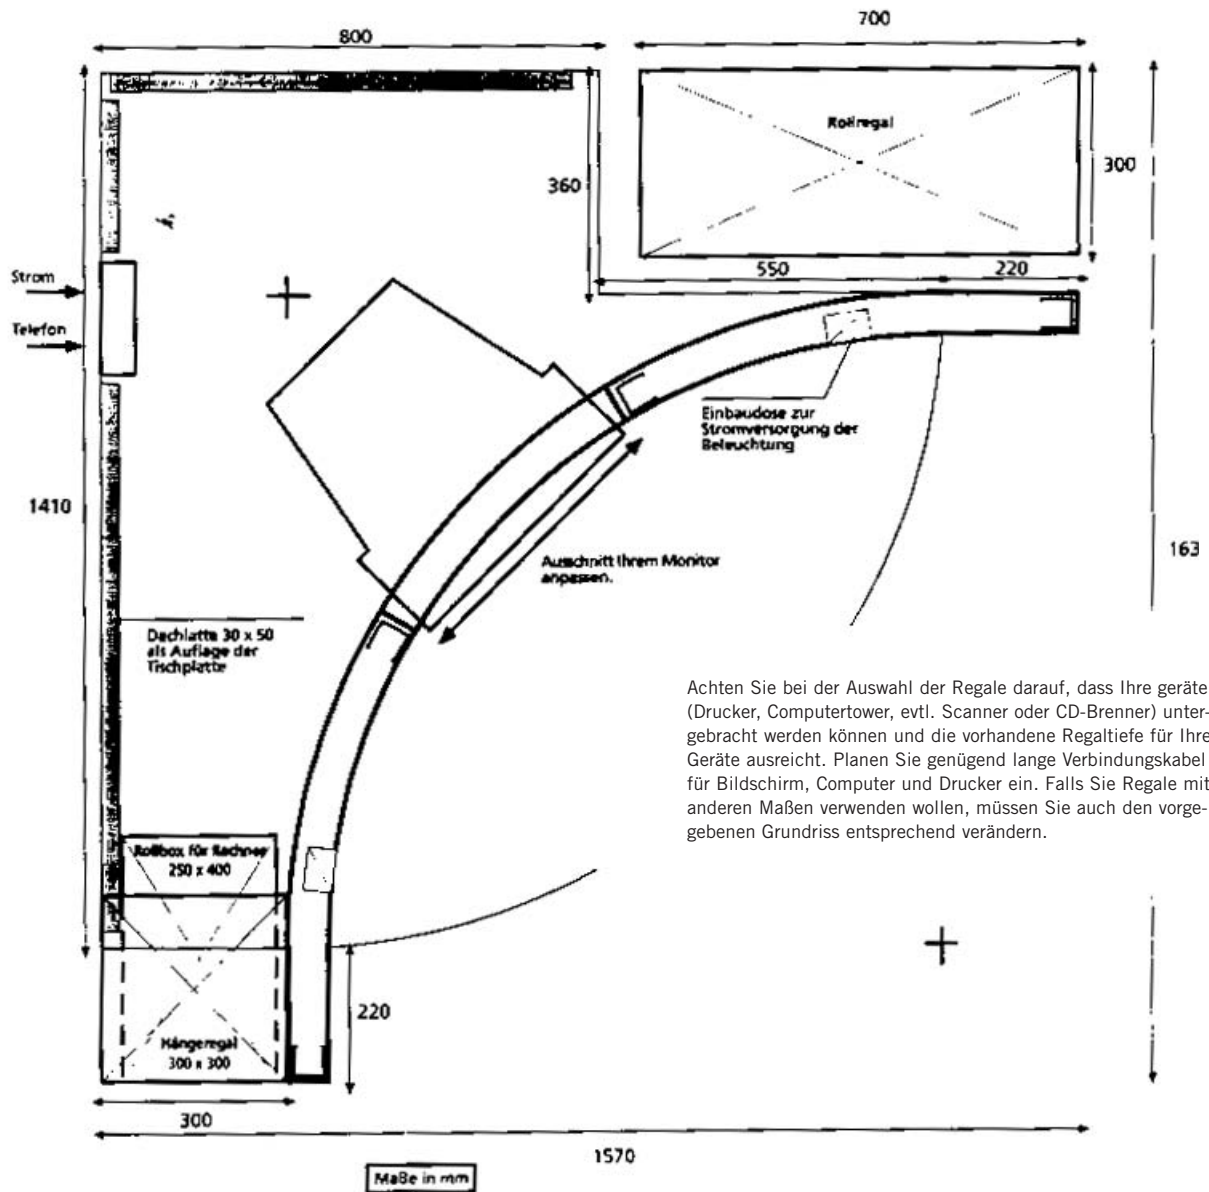 800
700
Rollregal
360
300
Strom
550
220
Telefon
Einbaudose zur
Stromversorgung der
Beleuchtung
1410
163
Ausschnitt Ihrem Monitor
anpassen.
Dachlatte 30 x 50
als Auflage der
Tischplatte
Achten Sie bei der Auswahl der Regale darauf, dass Ihre geräte
(Drucker, Computertower, evtl. Scanner oder CD-Brenner) unter-
gebracht werden können und die vorhandene Regaltiefe für Ihre
Geräte ausreicht. Planen Sie genügend lange Verbindungskabel
für Bildschirm, Computer und Drucker ein. Falls Sie Regale mit
anderen Maßen verwenden wollen, müssen Sie auch den vorge-
gebenen Grundriss entsprechend verändern.
Rollbox für Rechner
250 x 400
220
Hängeregal
300 x 300
300
1570
Maße in mm